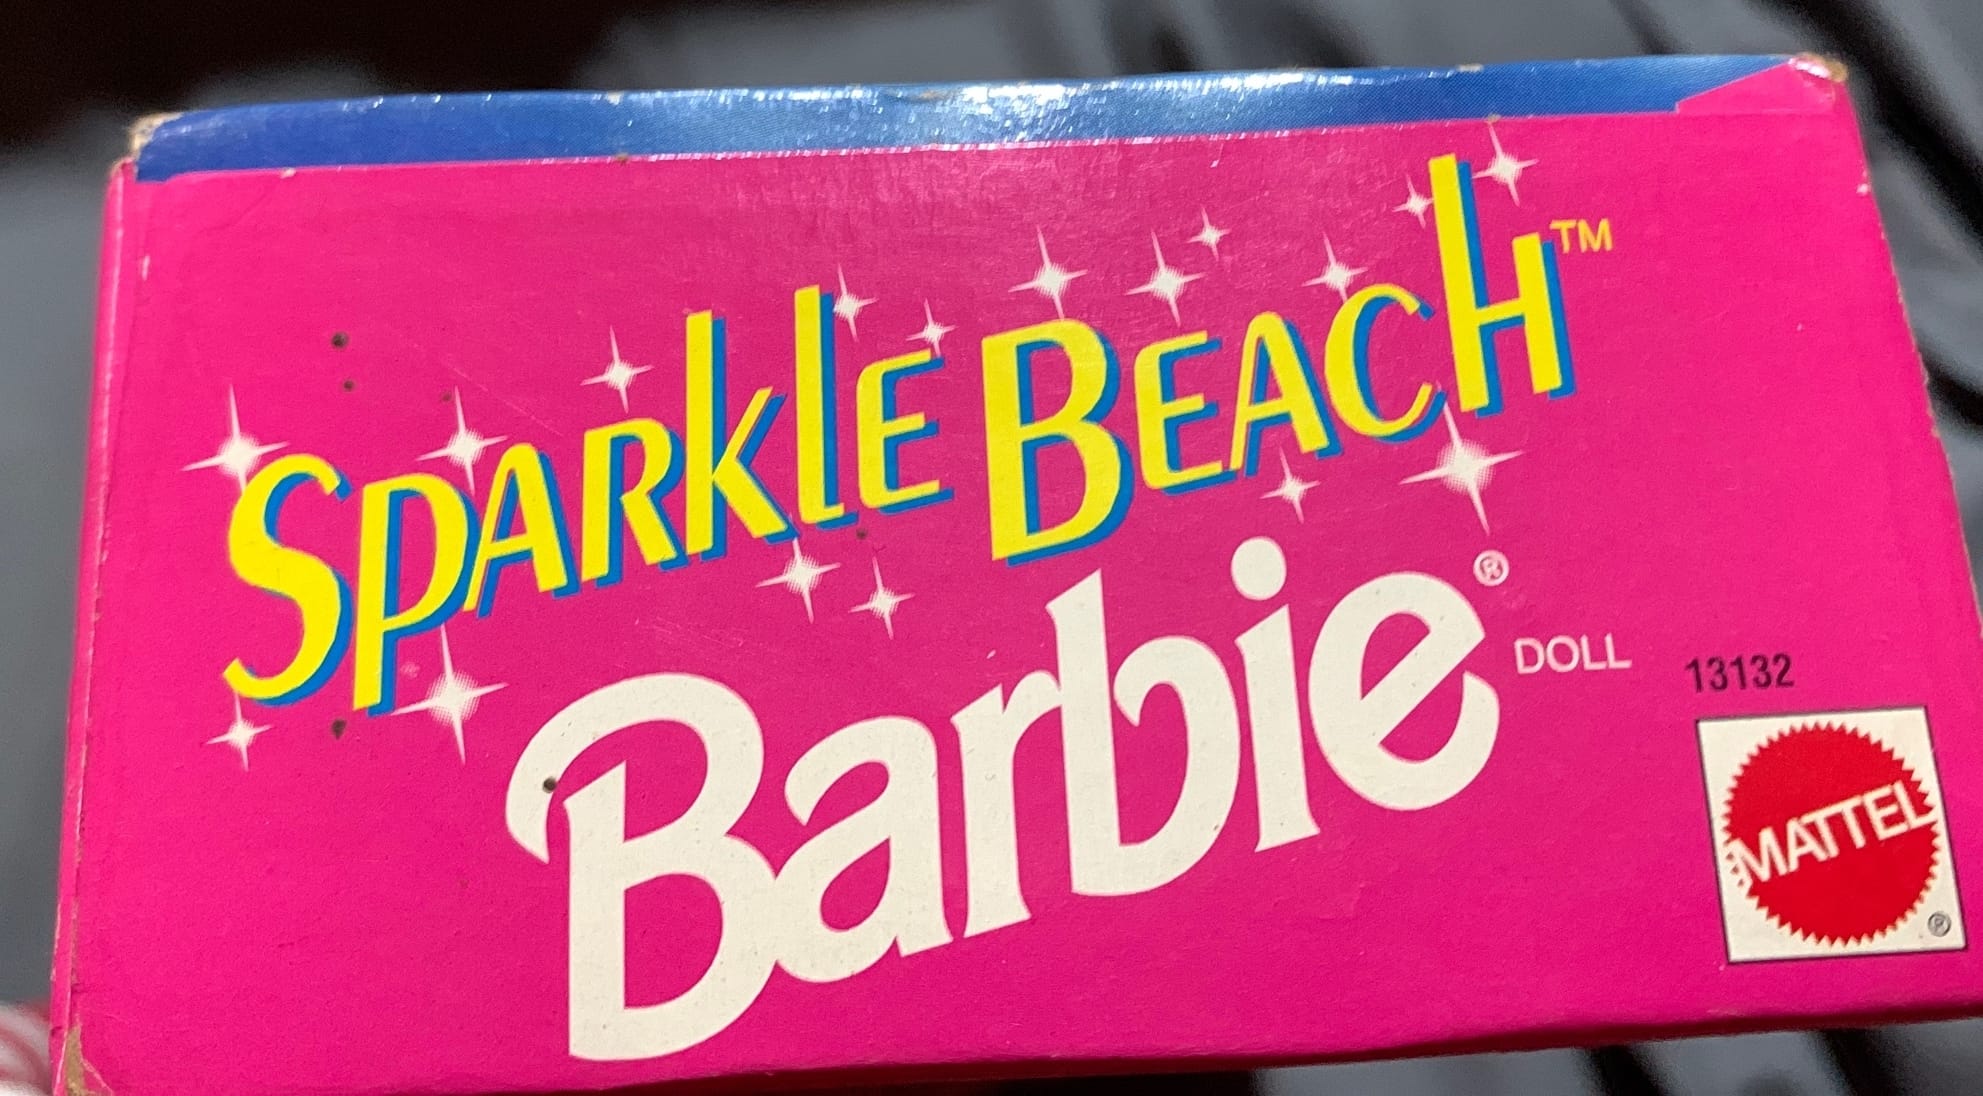 SPARKLE BEACH™
Barbie® DOLL
13132
MATTEL
®